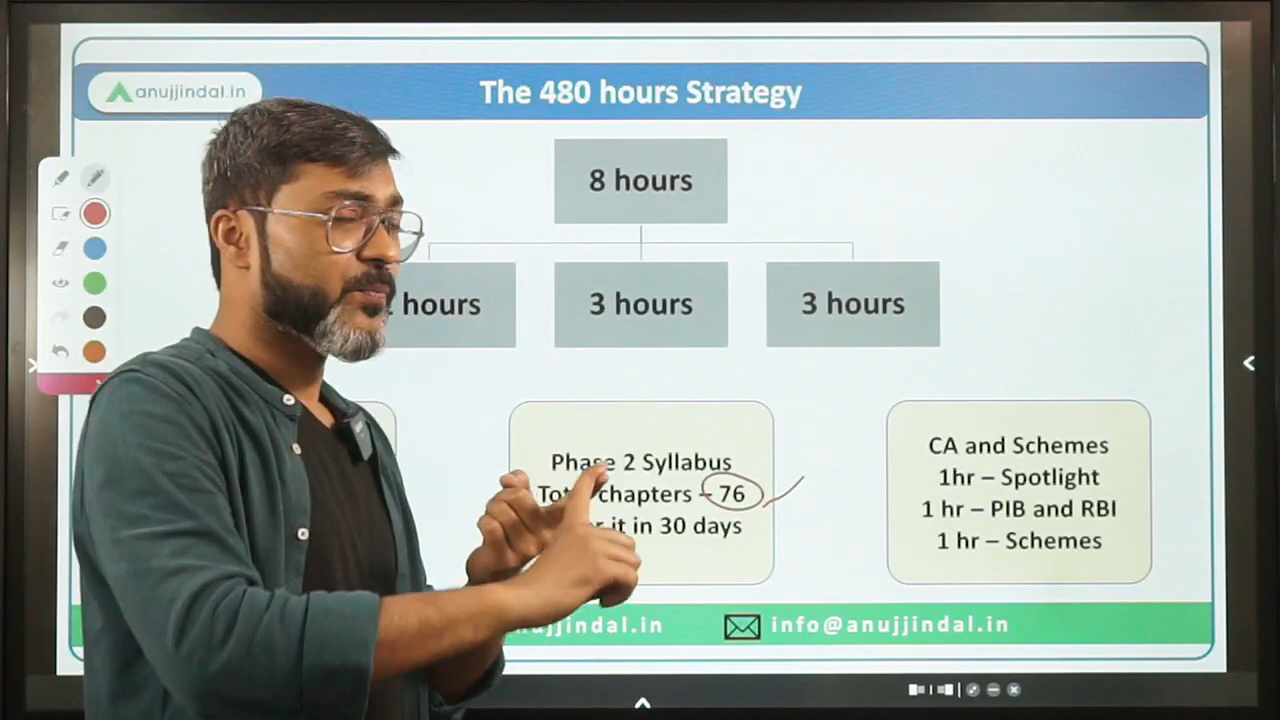 anujjindal.in
The 480 hours Strategy
8 hours
hours
3 hours
3 hours
Phase 2 Syllabus
chapters – 76
it in 30 days
CA and Schemes
1hr – Spotlight
1 hr – PIB and RBI
1 hr – Schemes
info@anujjindal.in